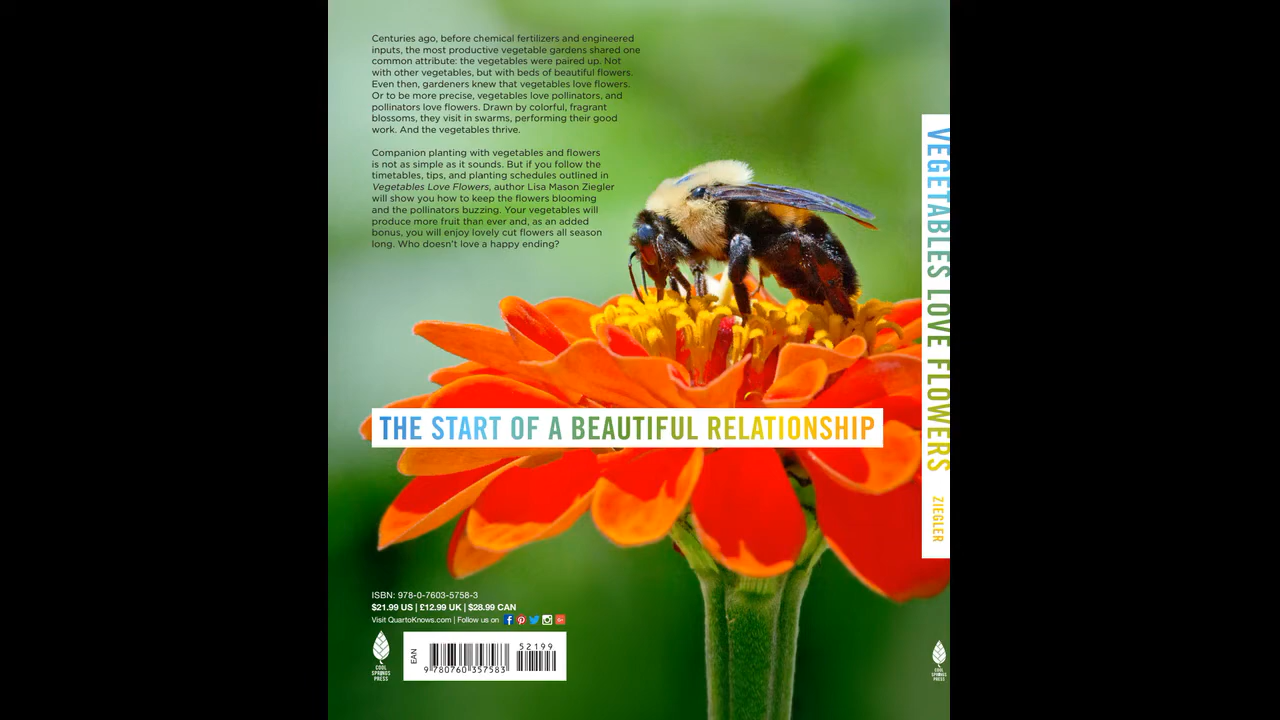 Centuries ago, before chemical fertilizers and engineered
inputs, the most productive vegetable gardens shared one
common attribute: the vegetables were paired up. Not
with other vegetables, but with beds of beautiful flowers.
Even then, gardeners knew that vegetables love flowers.
Or to be more precise, vegetables love pollinators, and
pollinators love flowers. Drawn by colorful, fragrant
blossoms, they visit in swarms, performing their good
work. And the vegetables thrive.
Companion planting with vegetables and flowers
is not as simple as it sounds. But if you follow the
timetables, tips, and planting schedules outlined in
Vegetables Love Flowers, author Lisa Mason Ziegler
will show you how to keep the flowers blooming
and the pollinators buzzing. Your vegetables will
produce more fruit than ever and, as an added
bonus, you will enjoy lovely cut flowers all season
long. Who doesn't love a happy ending?
THE START OF A BEAUTIFUL RELATIONSHIP
ISBN: 978-0-7603-5758-3
$21.99 US | £12.99 UK | $28.99 CAN
Visit QuartoKnows.com | Follow us on
COOL
SPRINGS
PRESS
EAN
9 780760 357583
52199
VEGETABLES LOVE FLOWERS
ZIEGLER
COOL
SPRINGS
PRESS